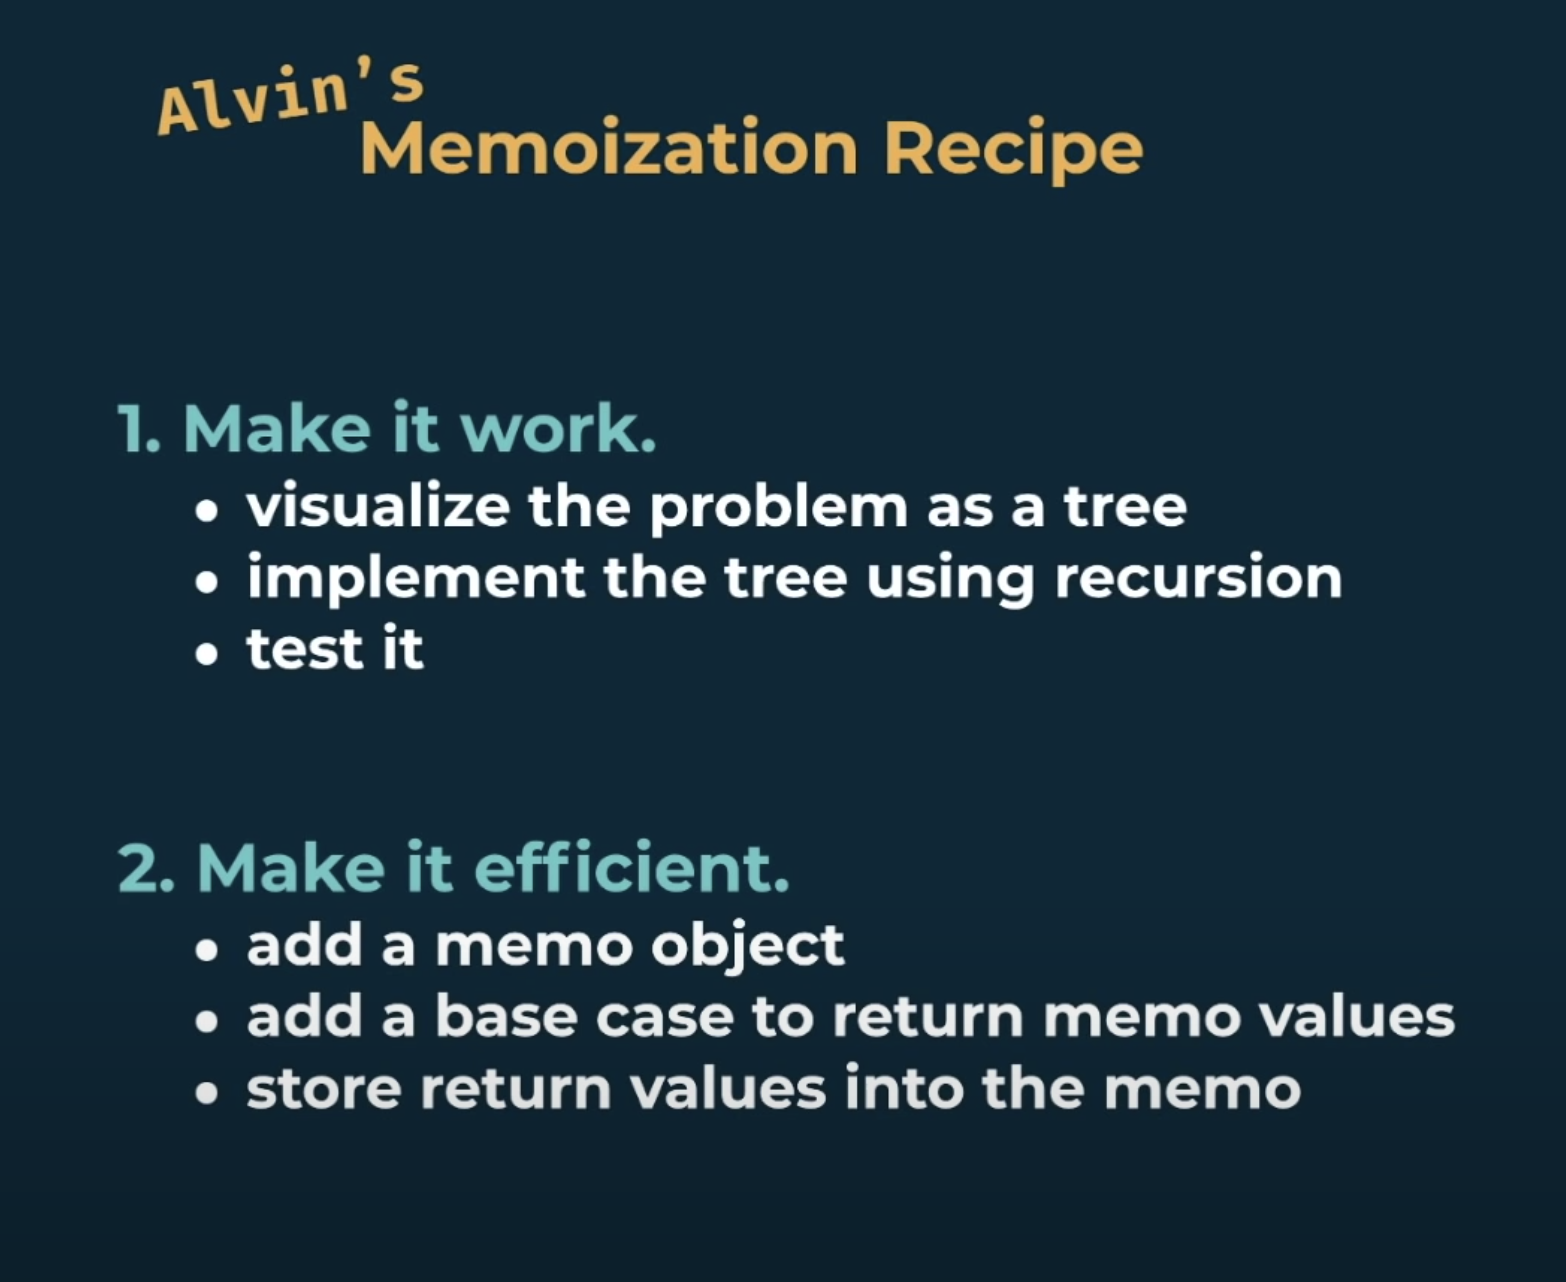 Alvin's
Memoization Recipe
1. Make it work.
• visualize the problem as a tree
• implement the tree using recursion
• test it
2. Make it efficient.
• add a memo object
• add a base case to return memo values
• store return values into the memo